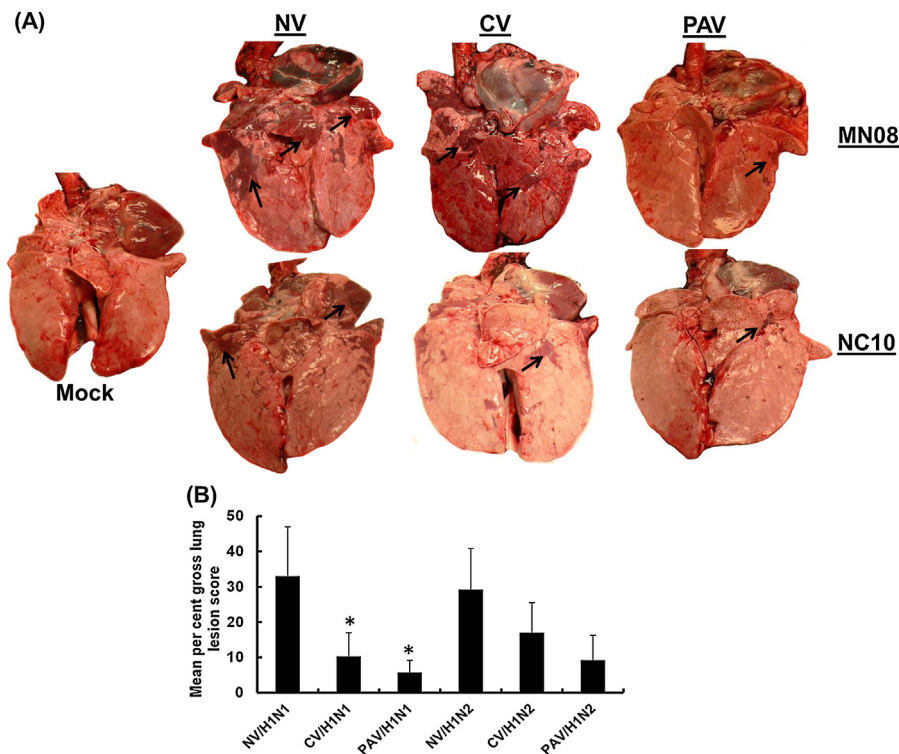 (A)
NV CV PAV
MN08
Mock
NC10
(B)
Mean per cent gross lung
lesion score
50
40
30
20
10
0
* *
NV/H1N1 CV/H1N1 PAV/H1N1 NV/H1N2 CV/H1N2 PAV/H1N2